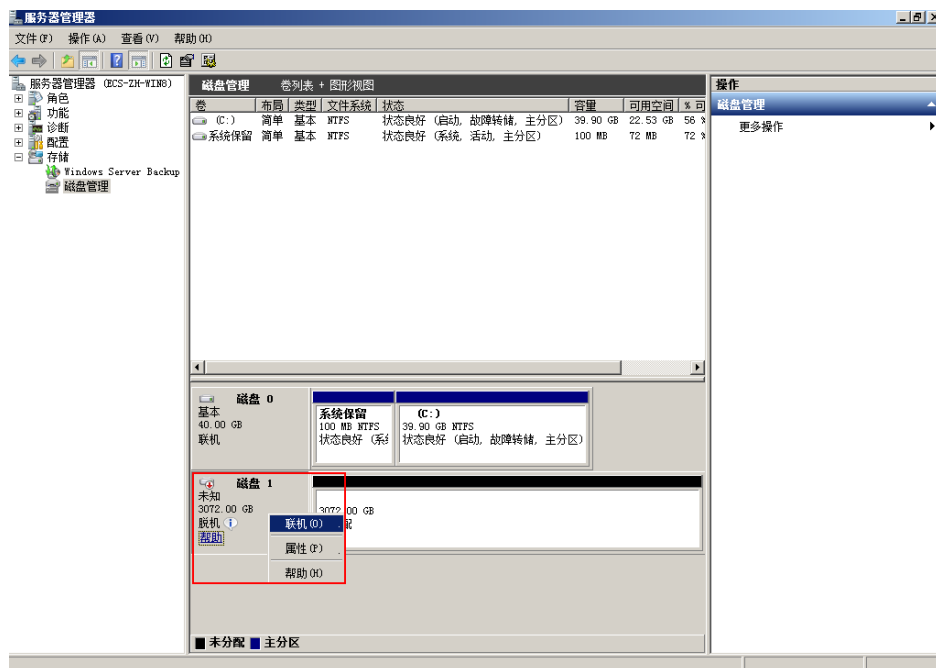 服务器管理器
文件(F) 操作(A) 查看(V) 帮助(H)
服务器管理器 (ECS-ZH-WIN8)
角色
功能
诊断
配置
存储
Windows Server Backup
磁盘管理
磁盘管理 卷列表 + 图形视图
卷 布局 类型 文件系统 状态 容量 可用空间 % 可
(C:) 简单 基本 NTFS 状态良好 (启动, 故障转储, 主分区) 39.90 GB 22.53 GB 56 %
系统保留 简单 基本 NTFS 状态良好 (系统, 活动, 主分区) 100 MB 72 MB 72 %
操作
磁盘管理
更多操作
磁盘 0
基本
40.00 GB
联机
系统保留
100 MB NTFS
状态良好 (系统
(C:)
39.90 GB NTFS
状态良好 (启动, 故障转储, 主分区)
磁盘 1
未知
3072.00 GB
脱机
帮助
3072.00 GB
联机(O)
属性(P)
帮助(H)
未分配 主分区